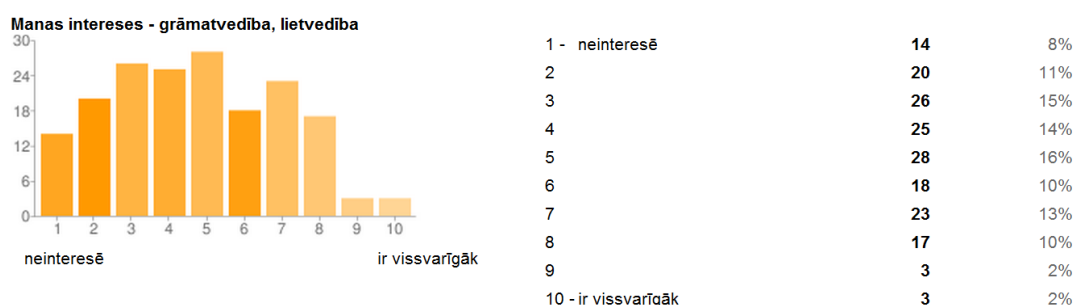 Manas intereses - grāmatvedība, lietvedība
30
24
18
12
6
0
1 2 3 4 5 6 7 8 9 10
neinteresē ir vissvarīgāk
1 - neinteresē 14 8%
2 20 11%
3 26 15%
4 25 14%
5 28 16%
6 18 10%
7 23 13%
8 17 10%
9 3 2%
10 - ir vissvarīgāk 3 2%